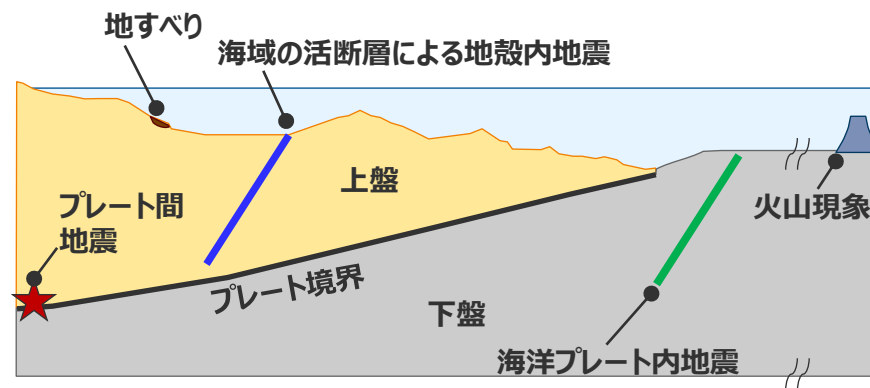 地すべり
海域の活断層による地殻内地震
上盤
プレート間
地震
火山現象
プレート境界
下盤
海洋プレート内地震